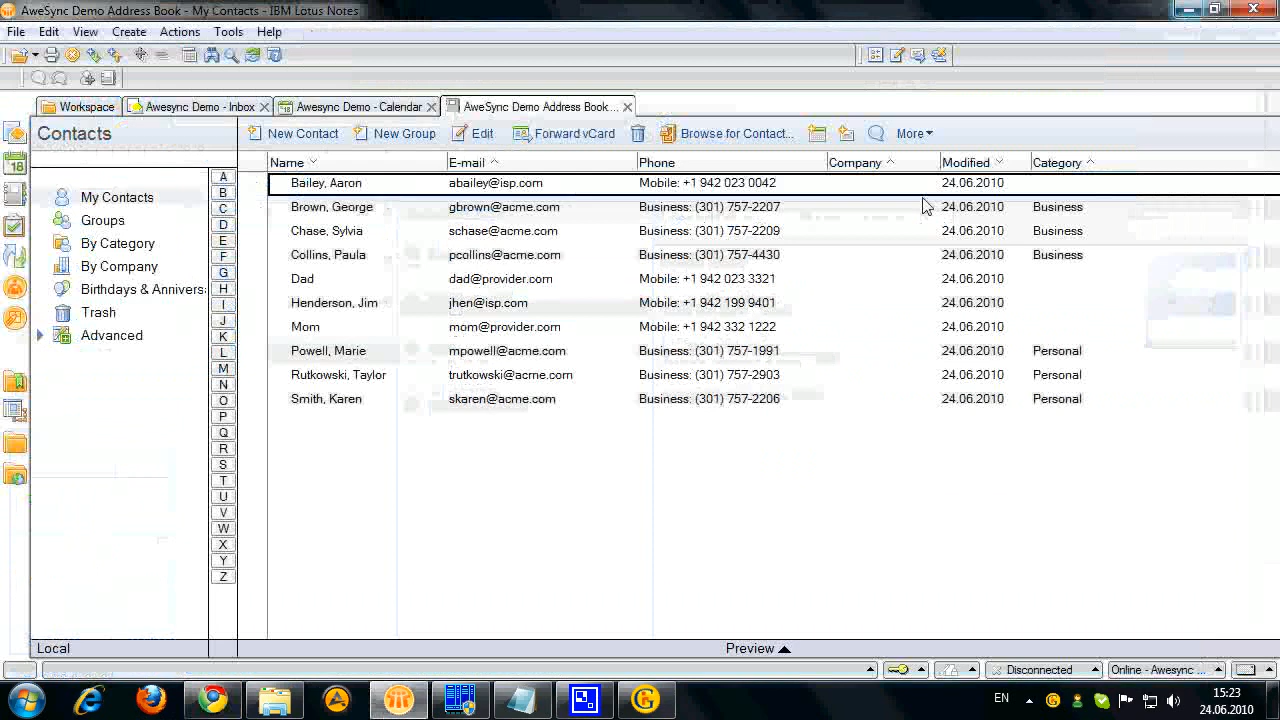 AweSync Demo Address Book - My Contacts - IBM Lotus Notes
File Edit View Create Actions Tools Help
Workspace Awesync Demo - Inbox Awesync Demo - Calendar AweSync Demo Address Book ...
Contacts New Contact New Group Edit Forward vCard Browse for Contact... More
Name E-mail Phone Company Modified Category
My Contacts
Groups
By Category
By Company
Birthdays & Annivers
Trash
Advanced
A
B
C
D
E
F
G
H
I
J
K
L
M
N
O
P
Q
R
S
T
U
V
W
X
Y
Z
Bailey, Aaron abailey@isp.com Mobile: +1 942 023 0042 24.06.2010
Brown, George gbrown@acme.com Business: (301) 757-2207 24.06.2010 Business
Chase, Sylvia schase@acme.com Business: (301) 757-2209 24.06.2010 Business
Collins, Paula pcollins@acme.com Business: (301) 757-4430 24.06.2010 Business
Dad dad@provider.com Mobile: +1 942 023 3321 24.06.2010
Henderson, Jim jhen@isp.com Mobile: +1 942 199 9401 24.06.2010
Mom mom@provider.com Mobile: +1 942 332 1222 24.06.2010
Powell, Marie mpowell@acme.com Business: (301) 757-1991 24.06.2010 Personal
Rutkowski, Taylor trutkowski@acme.com Business: (301) 757-2903 24.06.2010 Personal
Smith, Karen skaren@acme.com Business: (301) 757-2206 24.06.2010 Personal
Local Preview
Disconnected Online - Awesync ...
EN 15:23
24.06.2010